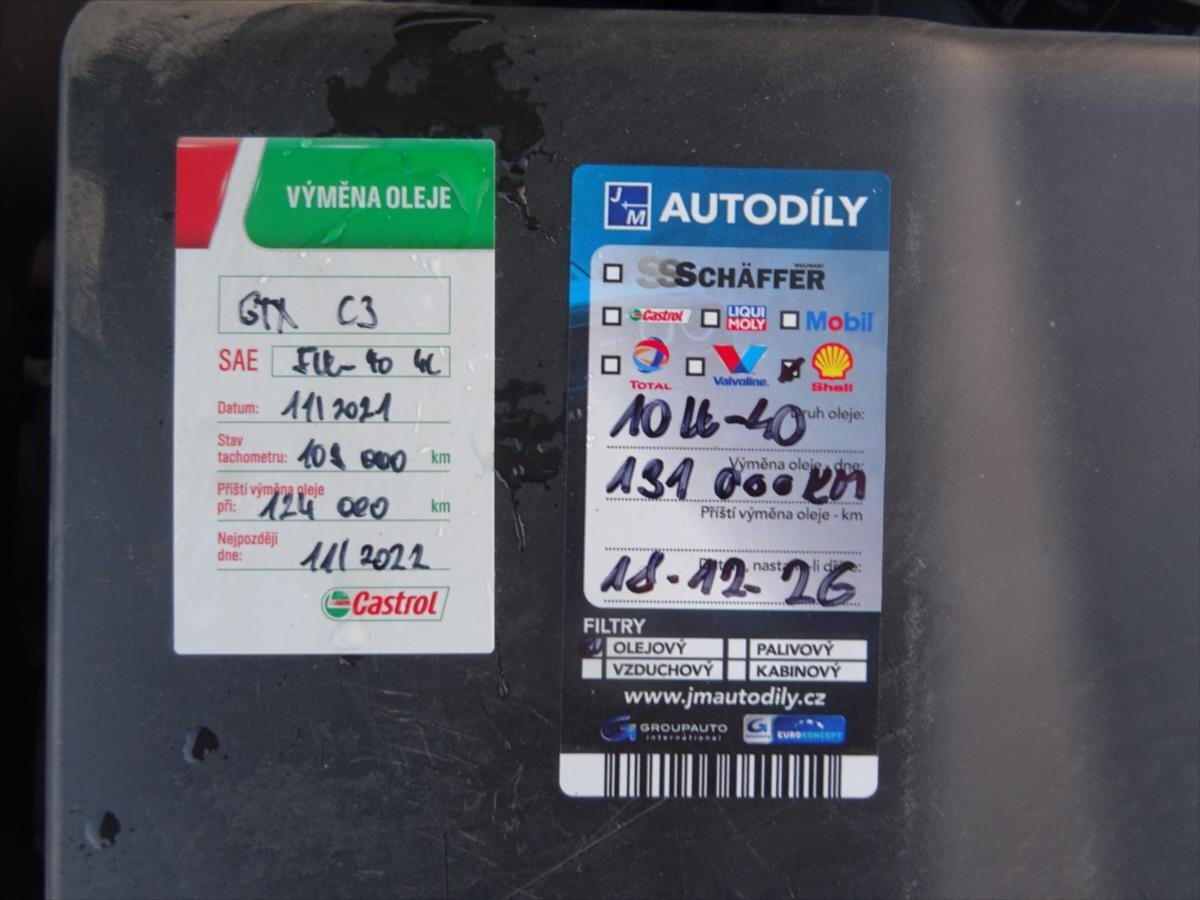 VÝMĚNA OLEJE
GTX C3
SAE
Datum: 11/2021
Stav
tachometru: 109 000 km
Příští výměna oleje
při: 124 000 km
Nejpozději
dne: 11/2022
Castrol
J+M AUTODÍLY
SCHÄFFER
Castrol LIQUI MOLY Mobil
TOTAL Valvoline Shell
Druh oleje:
10W-40
Výměna oleje - dne:
131 000 KM
Příští výměna oleje - km
18-12-26
FILTRY
OLEJOVÝ PALIVOVÝ
VZDUCHOVÝ KABINOVÝ
www.jmautodily.cz
GROUPAUTO
international
EUROKONCEPT